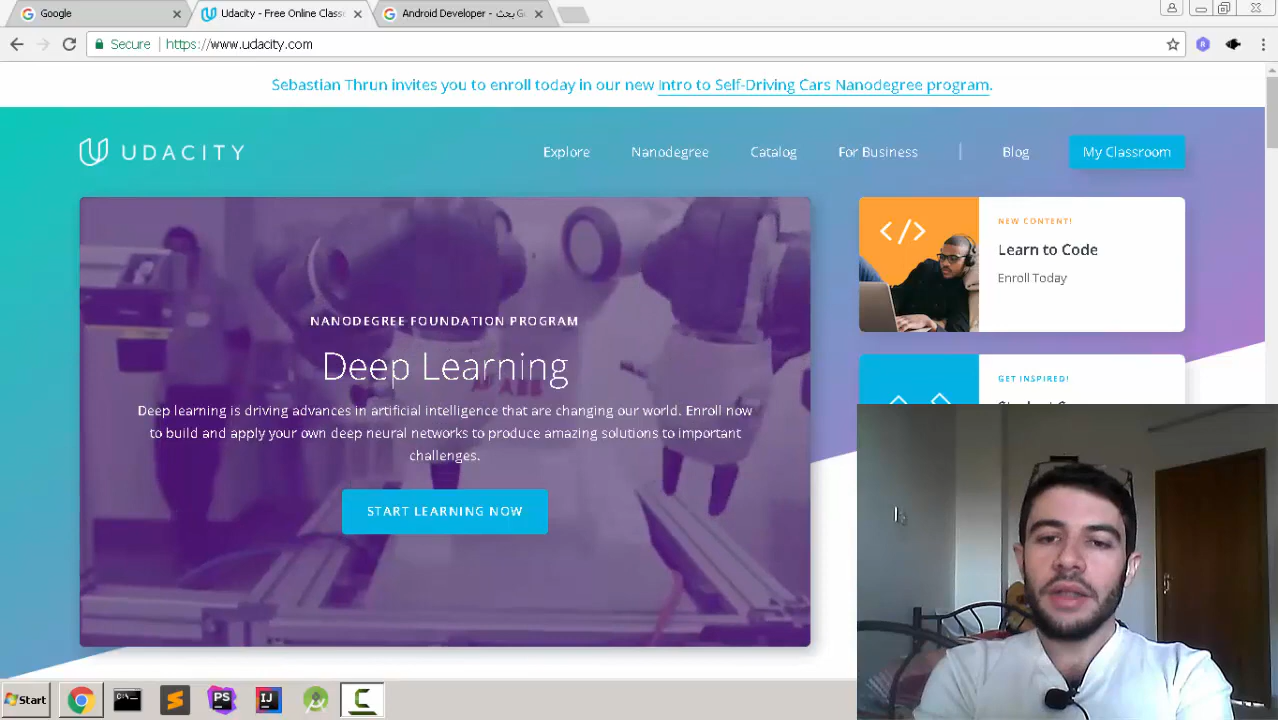 Google
Udacity - Free Online Class
Android Developer - بحث G
Secure
https://www.udacity.com
Sebastian Thrun invites you to enroll today in our new Intro to Self-Driving Cars Nanodegree program.
UDACITY
Explore
Nanodegree
Catalog
For Business
Blog
My Classroom
NANODEGREE FOUNDATION PROGRAM
Deep Learning
Deep learning is driving advances in artificial intelligence that are changing our world. Enroll now
to build and apply your own deep neural networks to produce amazing solutions to important
challenges.
START LEARNING NOW
</>
NEW CONTENT!
Learn to Code
Enroll Today
GET INSPIRED!
Start
PS
IJ